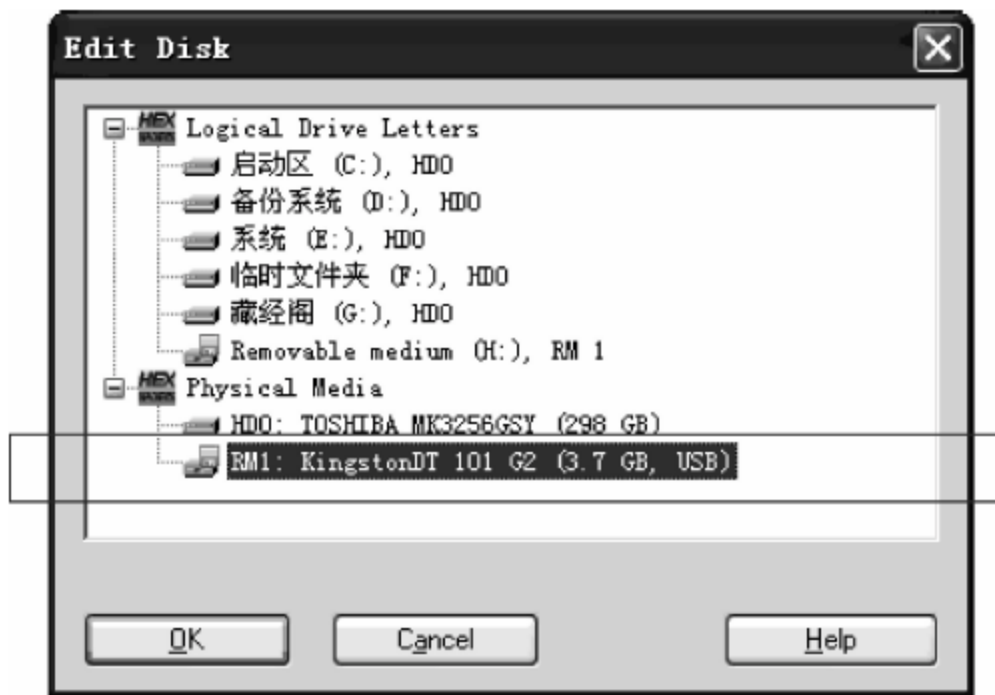 Edit Disk
Logical Drive Letters
启动区 (C:), HD0
备份系统 (D:), HD0
系统 (E:), HD0
临时文件夹 (F:), HD0
藏经阁 (G:), HD0
Removable medium (H:), RM 1
Physical Media
HD0: TOSHIBA MK3256GSY (298 GB)
RM1: KingstonDT 101 G2 (3.7 GB, USB)
OK Cancel Help